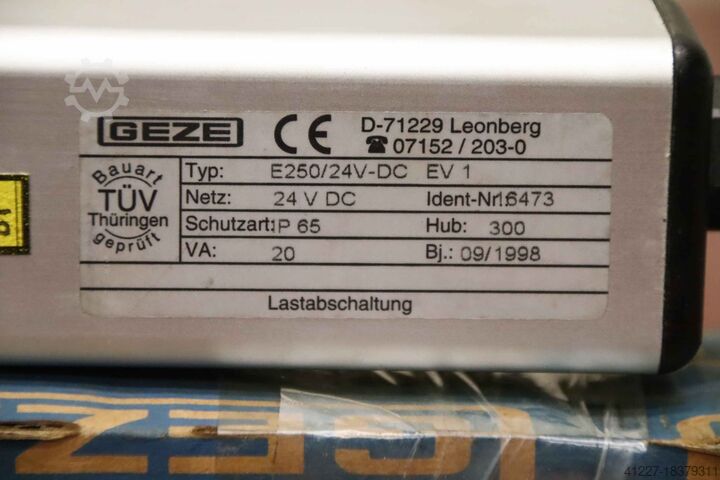 GEZE CE D-71229 Leonberg
☎ 07152 / 203-0
Bauart
TÜV
Thüringen
geprüft
Typ: E250/24V-DC EV 1
Netz: 24 V DC Ident-Nr.: 16473
Schutzart: IP 65 Hub: 300
VA: 20 Bj.: 09/1998
Lastabschaltung
GEZ
41227-18379311